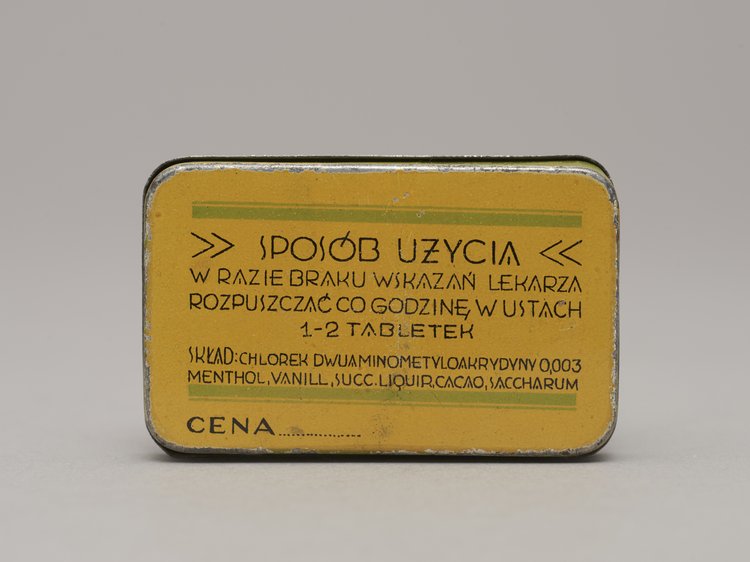 >> SPOSÓB UŻYCIA <<
W RAZIE BRAKU WSKAZAŃ LEKARZA
ROZPUSZCZAĆ CO GODZINĘ W USTACH
1-2 TABLETEK
SKŁAD: CHLOREK DWUAMINOMETYLOAKRYDYNY 0,003
MENTHOL, VANILL, SUCC. LIQUIR, CACAO, SACCHARUM
CENA..............